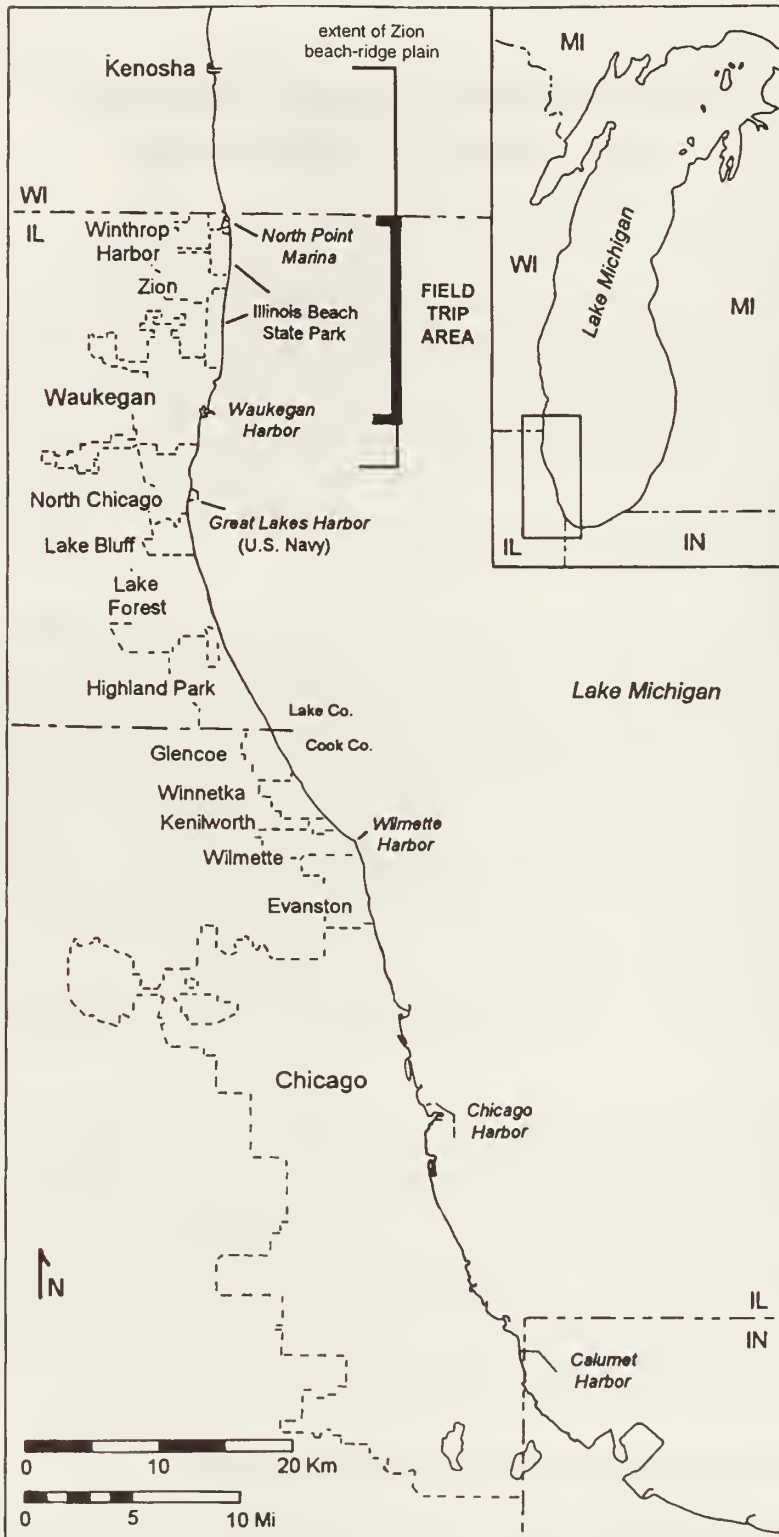 extent of Zion
beach-ridge plain
Kenosha
WI
IL
Winthrop
Harbor
North Point
Marina
Zion
Illinois Beach
State Park
FIELD
TRIP
AREA
Waukegan
Waukegan
Harbor
North Chicago
Great Lakes Harbor
(U.S. Navy)
Lake Bluff
Lake
Forest
Highland Park
Lake Michigan
Lake Co.
Cook Co.
Glencoe
Winnetka
Kenilworth
Wilmette
Harbor
Wilmette
Evanston
Chicago
Chicago
Harbor
N
IL
IN
Calumet
Harbor
0 10 20 Km
0 5 10 Mi
MI
WI
Lake Michigan
MI
IL
IN